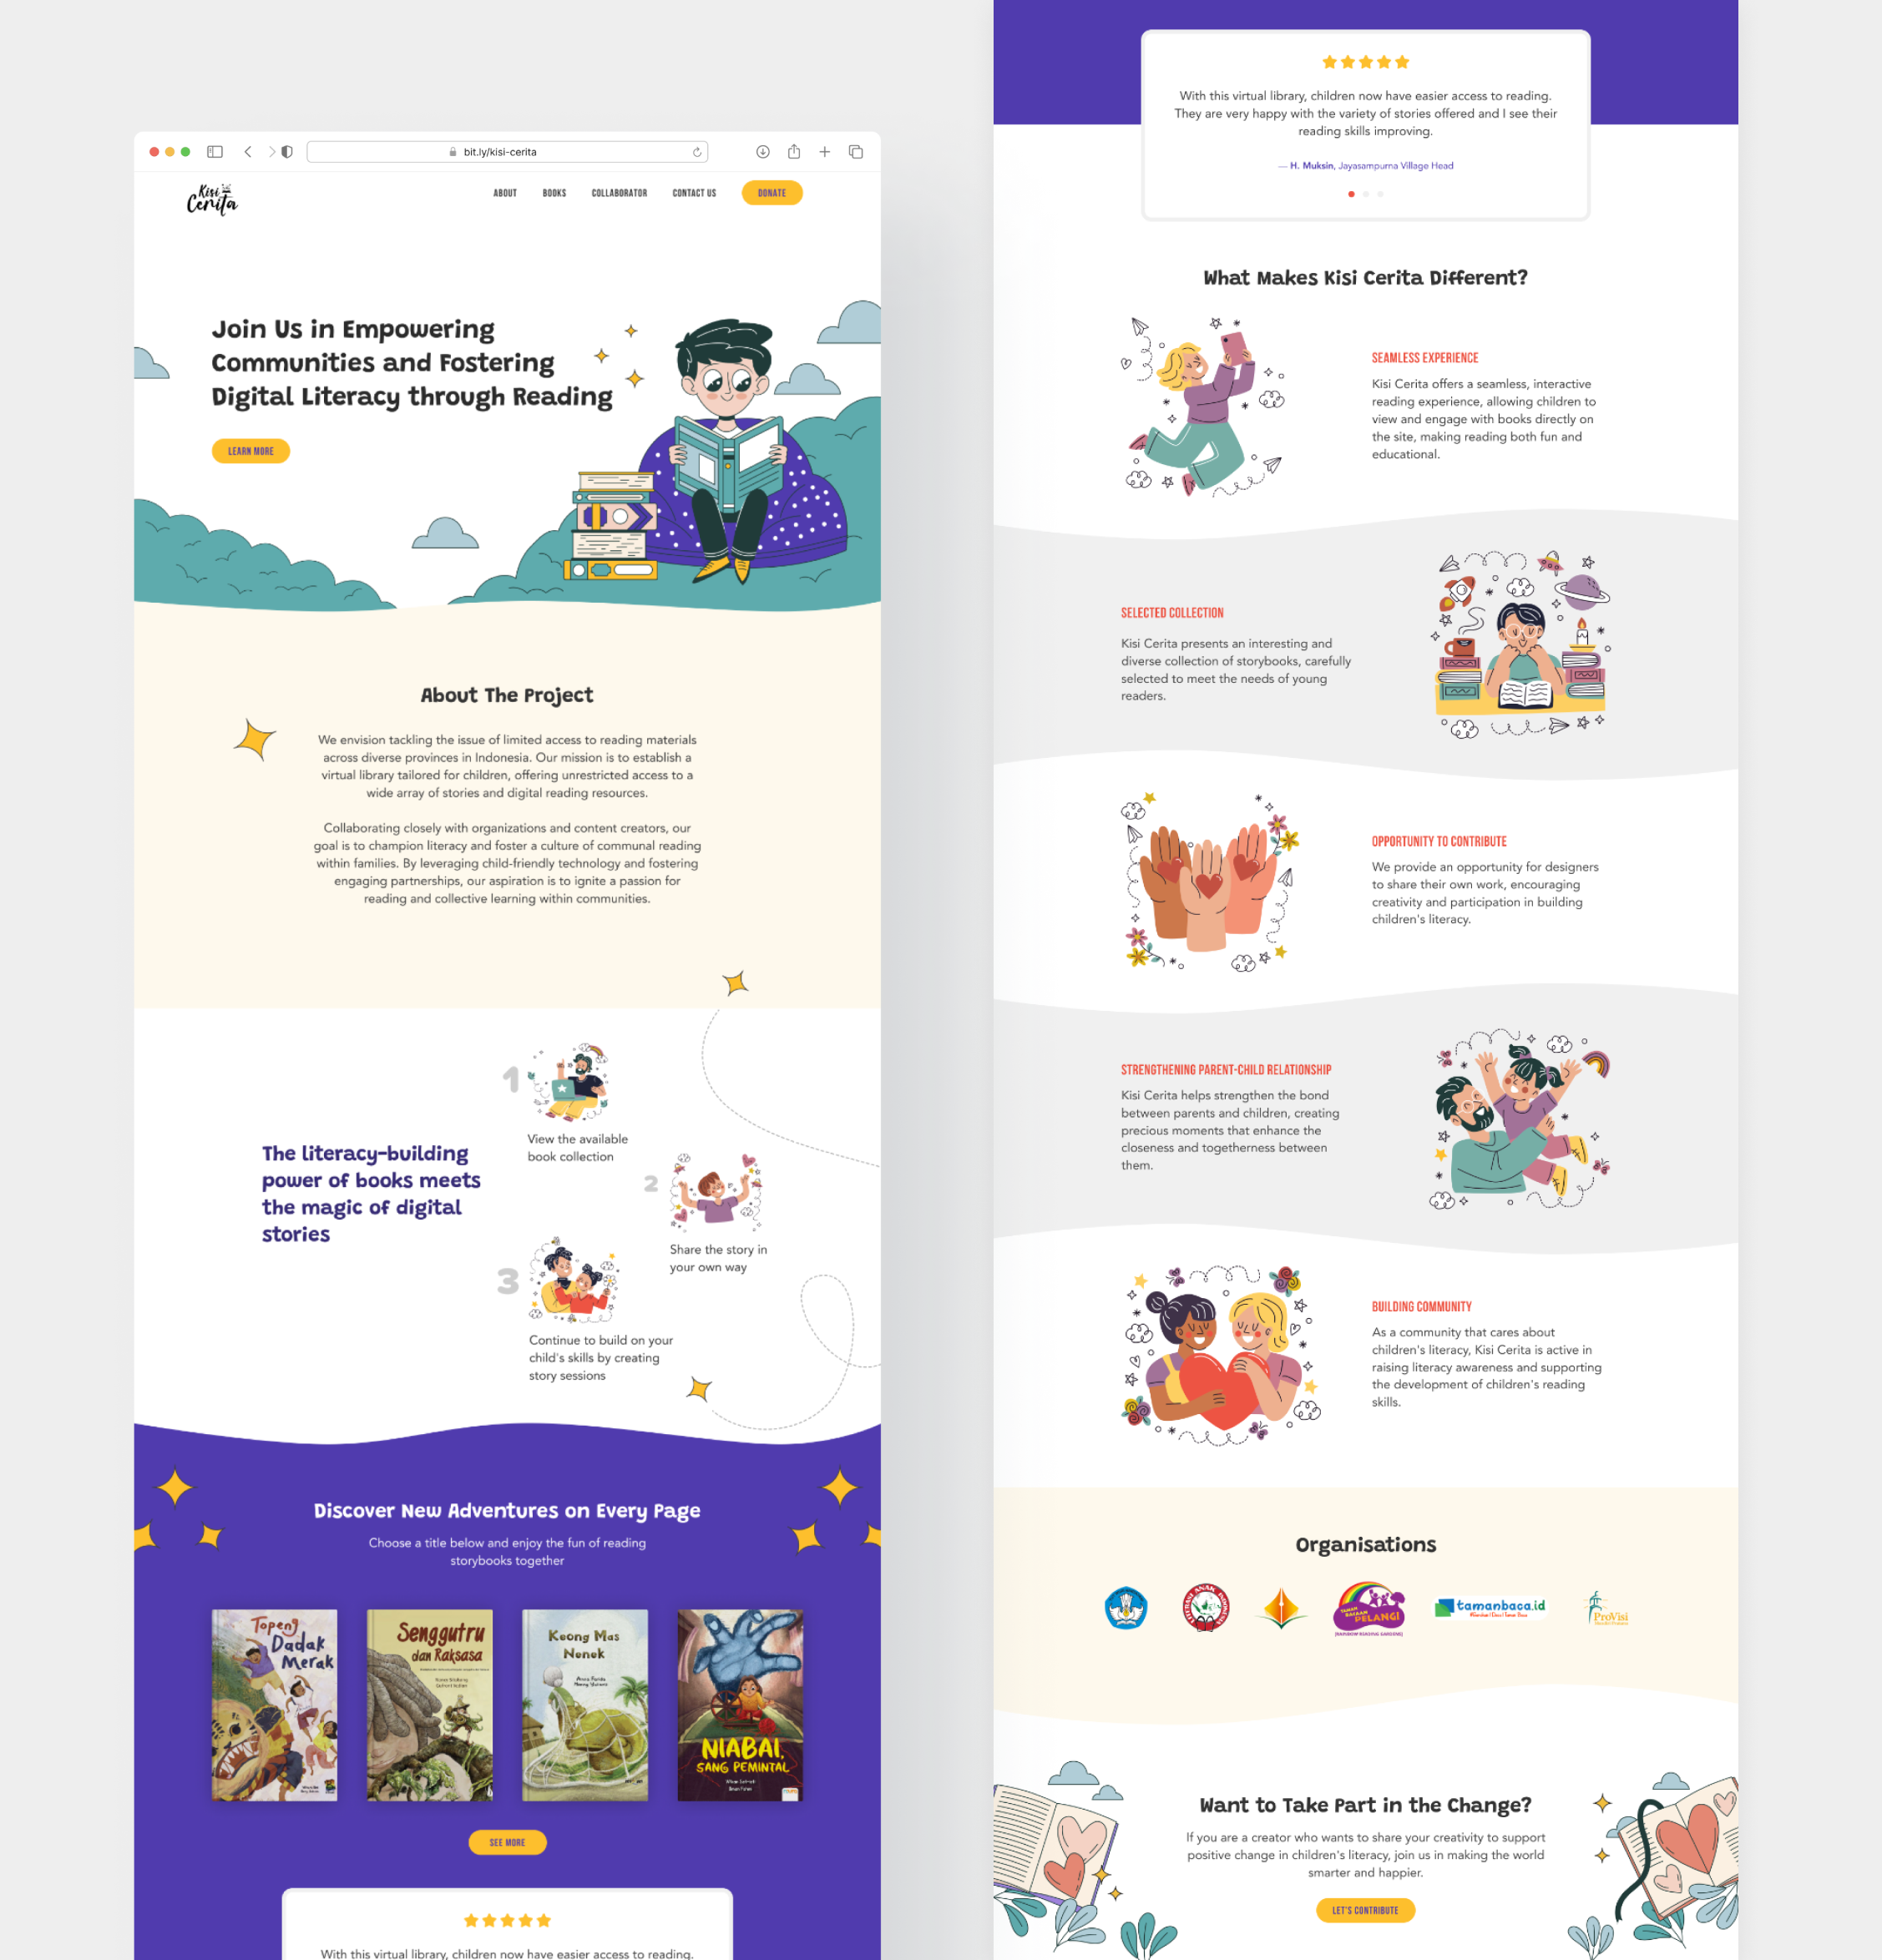 bit.ly/kisi-cerita
Kisi
Cerita
ABOUT
BOOKS
COLLABORATOR
CONTACT US
DONATE
Join Us in Empowering
Communities and Fostering
Digital Literacy through Reading
LEARN MORE
About The Project
We envision tackling the issue of limited access to reading materials
across diverse provinces in Indonesia. Our mission is to establish a
virtual library tailored for children, offering unrestricted access to a
wide array of stories and digital reading resources.
Collaborating closely with organizations and content creators, our
goal is to champion literacy and foster a culture of communal reading
within families. By leveraging child-friendly technology and fostering
engaging partnerships, our aspiration is to ignite a passion for
reading and collective learning within communities.
The literacy-building
power of books meets
the magic of digital
stories
1
View the available
book collection
2
Share the story in
your own way
3
Continue to build on your
child's skills by creating
story sessions
Discover New Adventures on Every Page
Choose a title below and enjoy the fun of reading
storybooks together
Topeng
Dadak
Merak
Senggutru
dan Raksasa
Keong Mas
Nenek
NIABAI,
SANG PEMINTAL
SEE MORE
With this virtual library, children now have easier access to reading.
With this virtual library, children now have easier access to reading.
They are very happy with the variety of stories offered and I see their
reading skills improving.
— H. Muksin, Jayasampurna Village Head
What Makes Kisi Cerita Different?
SEAMLESS EXPERIENCE
Kisi Cerita offers a seamless, interactive
reading experience, allowing children to
view and engage with books directly on
the site, making reading both fun and
educational.
SELECTED COLLECTION
Kisi Cerita presents an interesting and
diverse collection of storybooks, carefully
selected to meet the needs of young
readers.
OPPORTUNITY TO CONTRIBUTE
We provide an opportunity for designers
to share their own work, encouraging
creativity and participation in building
children's literacy.
STRENGTHENING PARENT-CHILD RELATIONSHIP
Kisi Cerita helps strengthen the bond
between parents and children, creating
precious moments that enhance the
closeness and togetherness between
them.
BUILDING COMMUNITY
As a community that cares about
children's literacy, Kisi Cerita is active in
raising literacy awareness and supporting
the development of children's reading
skills.
Organisations
TAMAN
BACAAN
PELANGI
(RAINBOW READING GARDENS)
tamanbaca.id
ProVisi
Want to Take Part in the Change?
If you are a creator who wants to share your creativity to support
positive change in children's literacy, join us in making the world
smarter and happier.
LET'S CONTRIBUTE